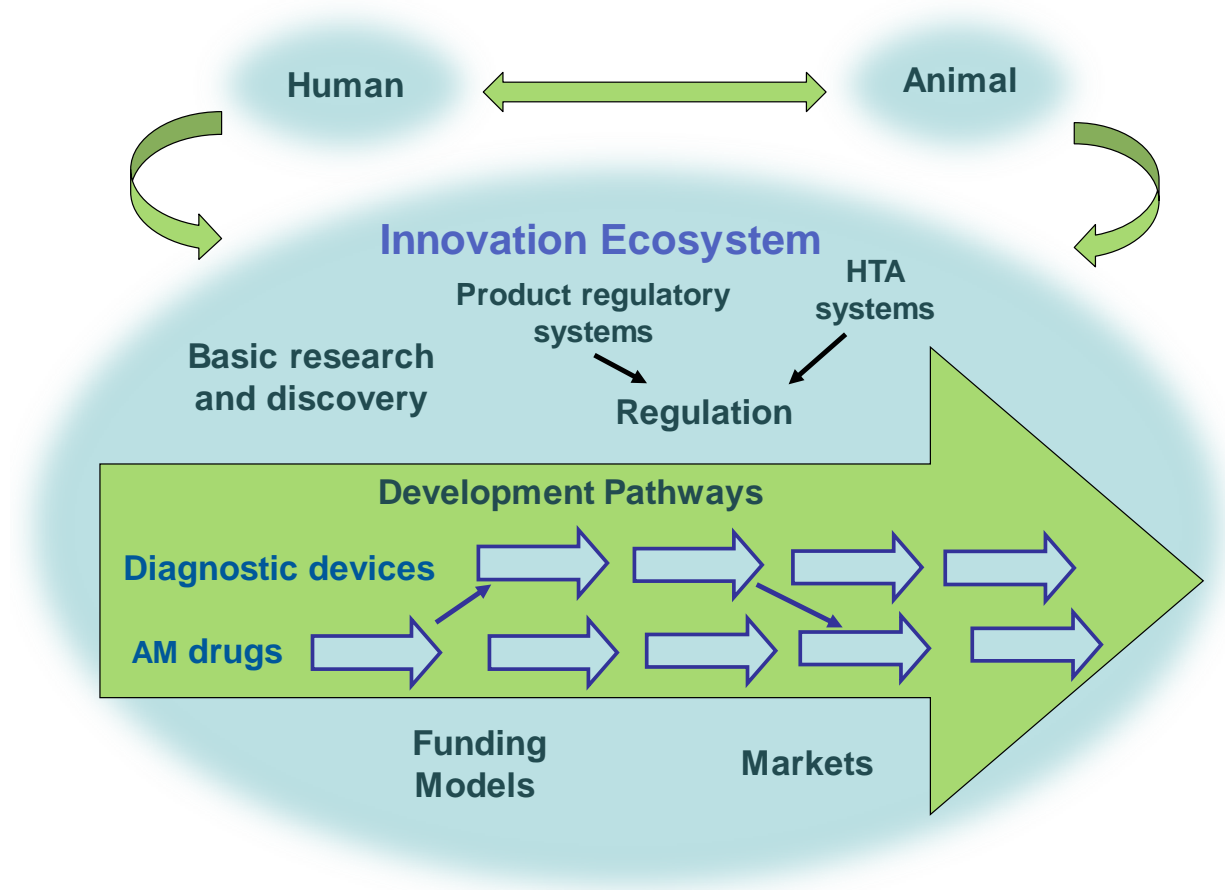 Human
Animal
Innovation Ecosystem
HTA
systems
Product regulatory
systems
Basic research
and discovery
Regulation
Development Pathways
Diagnostic devices
AM drugs
Funding
Models
Markets